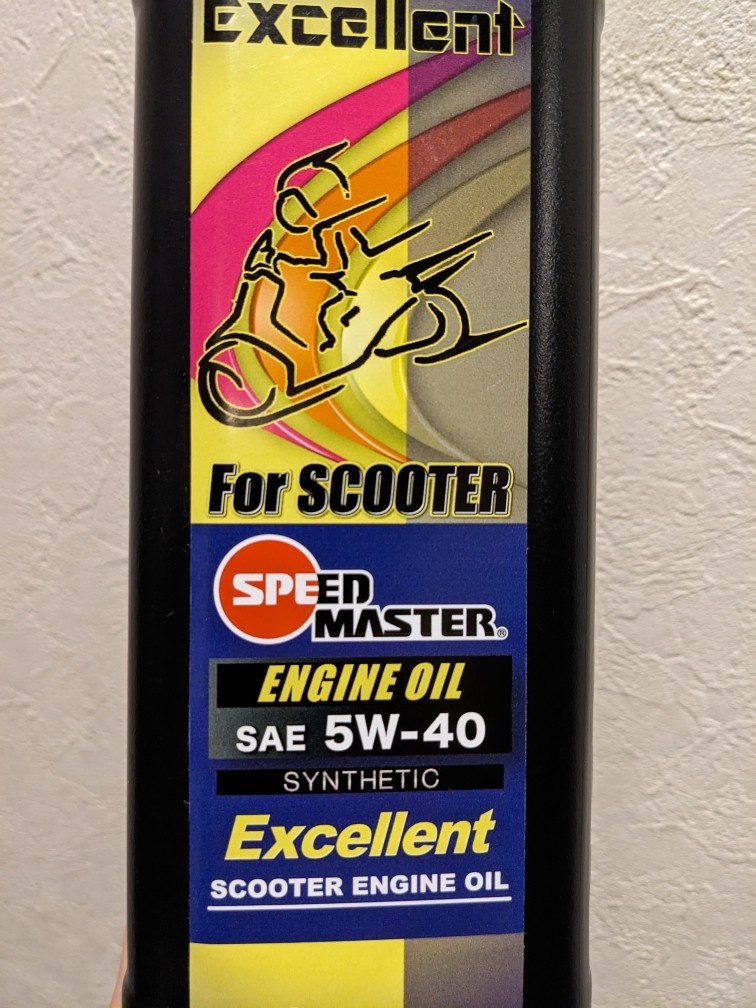 Excellent
For SCOOTER
SPEED
MASTER®
ENGINE OIL
SAE 5W-40
SYNTHETIC
Excellent
SCOOTER ENGINE OIL